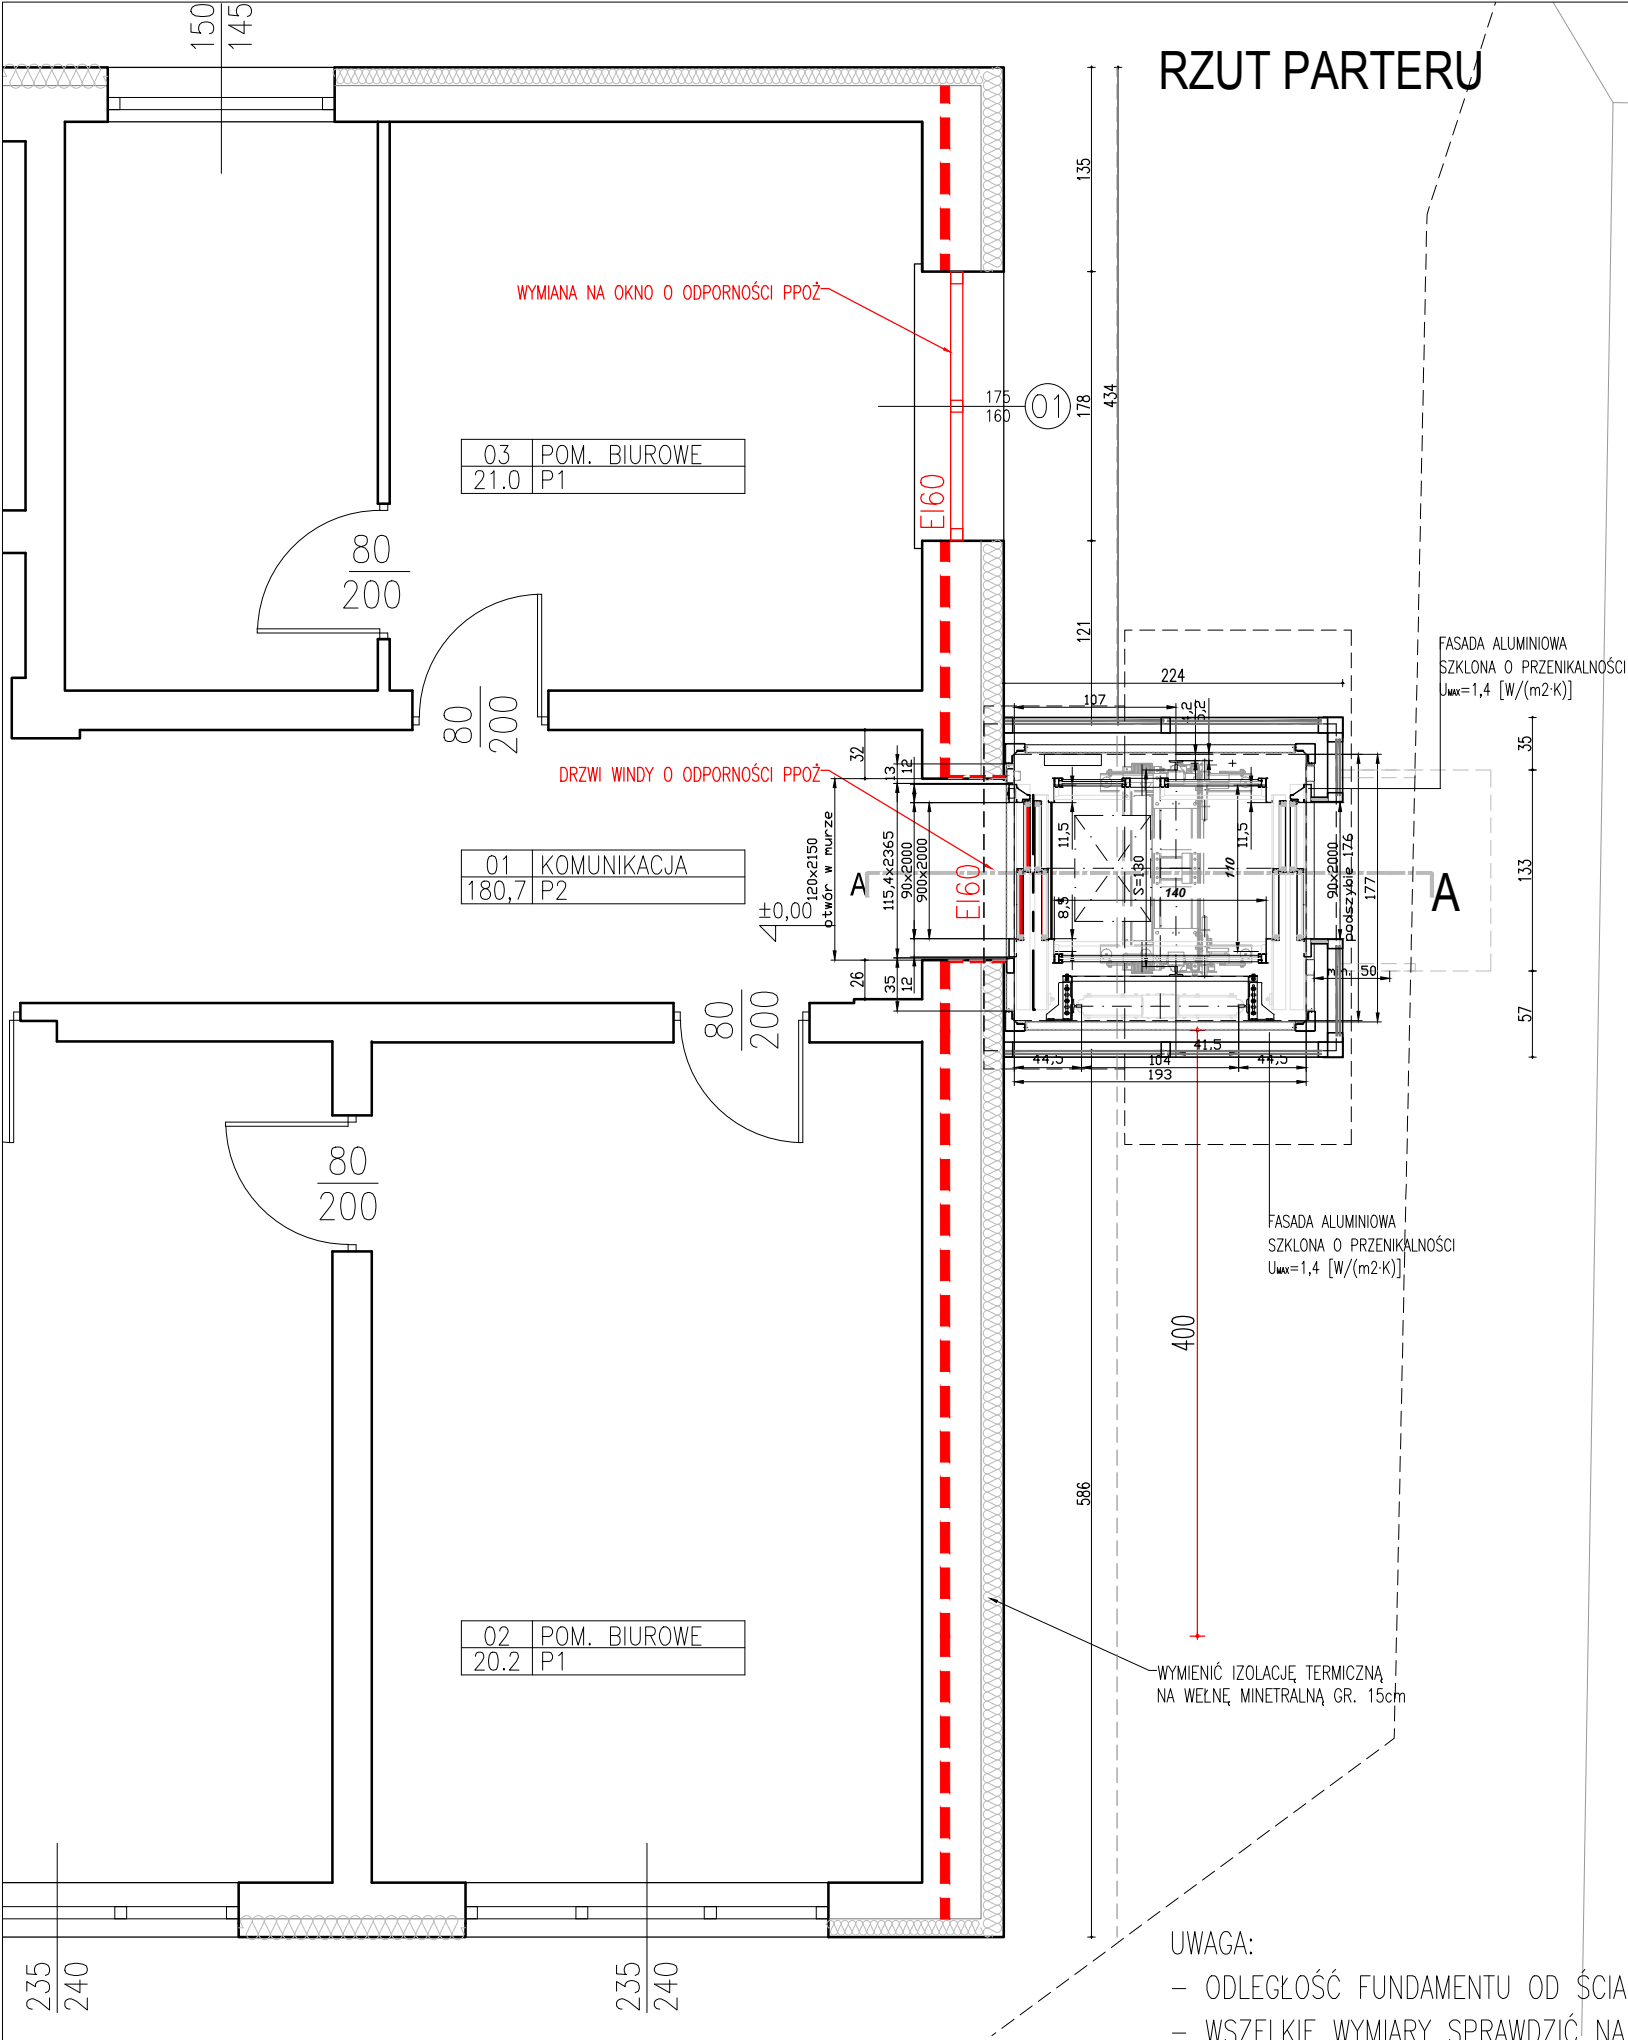 RZUT PARTERU
150
145
135
WYMIANA NA OKNO O ODPORNOŚCI PPOŻ
175
160
01
178
434
03 POM. BIUROWE
21.0 P1
EI60
80
200
121
FASADA ALUMINIOWA
SZKLONA O PRZENIKALNOŚCI
UMAX=1,4 [W/(m2·K)]
224
107
80
200
32
13
12
35
DRZWI WINDY O ODPORNOŚCI PPOŻ
01 KOMUNIKACJA
180,7 P2
±0,00
120x2150
otwór w murze
115,4x2365
90x2000
900x2000
EI60
A
A
11,5
8,5
S=130
140
110
11,5
90x2000
podszybie 176
177
133
26
35
12
50
57
80
200
44,5
104
41,5
44,5
193
80
200
FASADA ALUMINIOWA
SZKLONA O PRZENIKALNOŚCI
UMAX=1,4 [W/(m2·K)]
400
586
02 POM. BIUROWE
20.2 P1
WYMIENIĆ IZOLACJĘ TERMICZNĄ
NA WEŁNĘ MINETRALNĄ GR. 15cm
235
240
235
240
UWAGA:
– ODLEGŁOŚĆ FUNDAMENTU OD ŚCIA
– WSZELKIE WYMIARY SPRAWDZIĆ NA